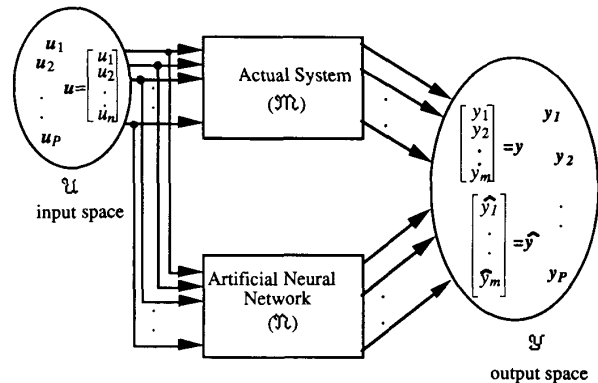 u1
u2
.
.
uP
u= [u1 u2 . . un]
𝔘
input space
Actual System
(𝔐)
Artificial Neural
Network
(𝔑)
[y1 y2 . . ym] =y
[ŷ1 . . ŷm] =ŷ
y1
y2
.
.
yP
𝔜
output space